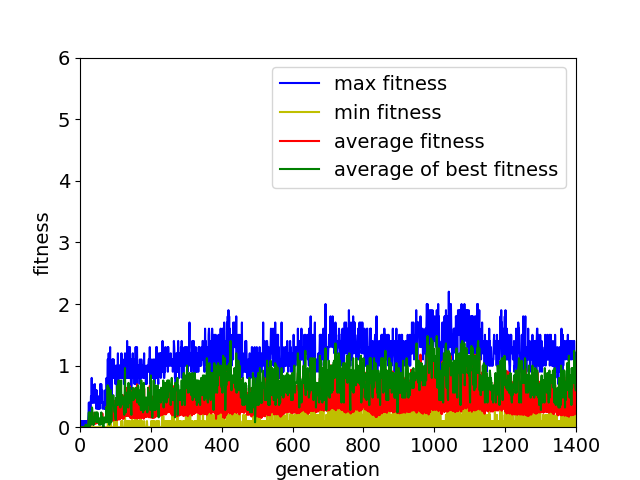 6
5
4
3
2
1
0
fitness
max fitness
min fitness
average fitness
average of best fitness
0 200 400 600 800 1000 1200 1400
generation